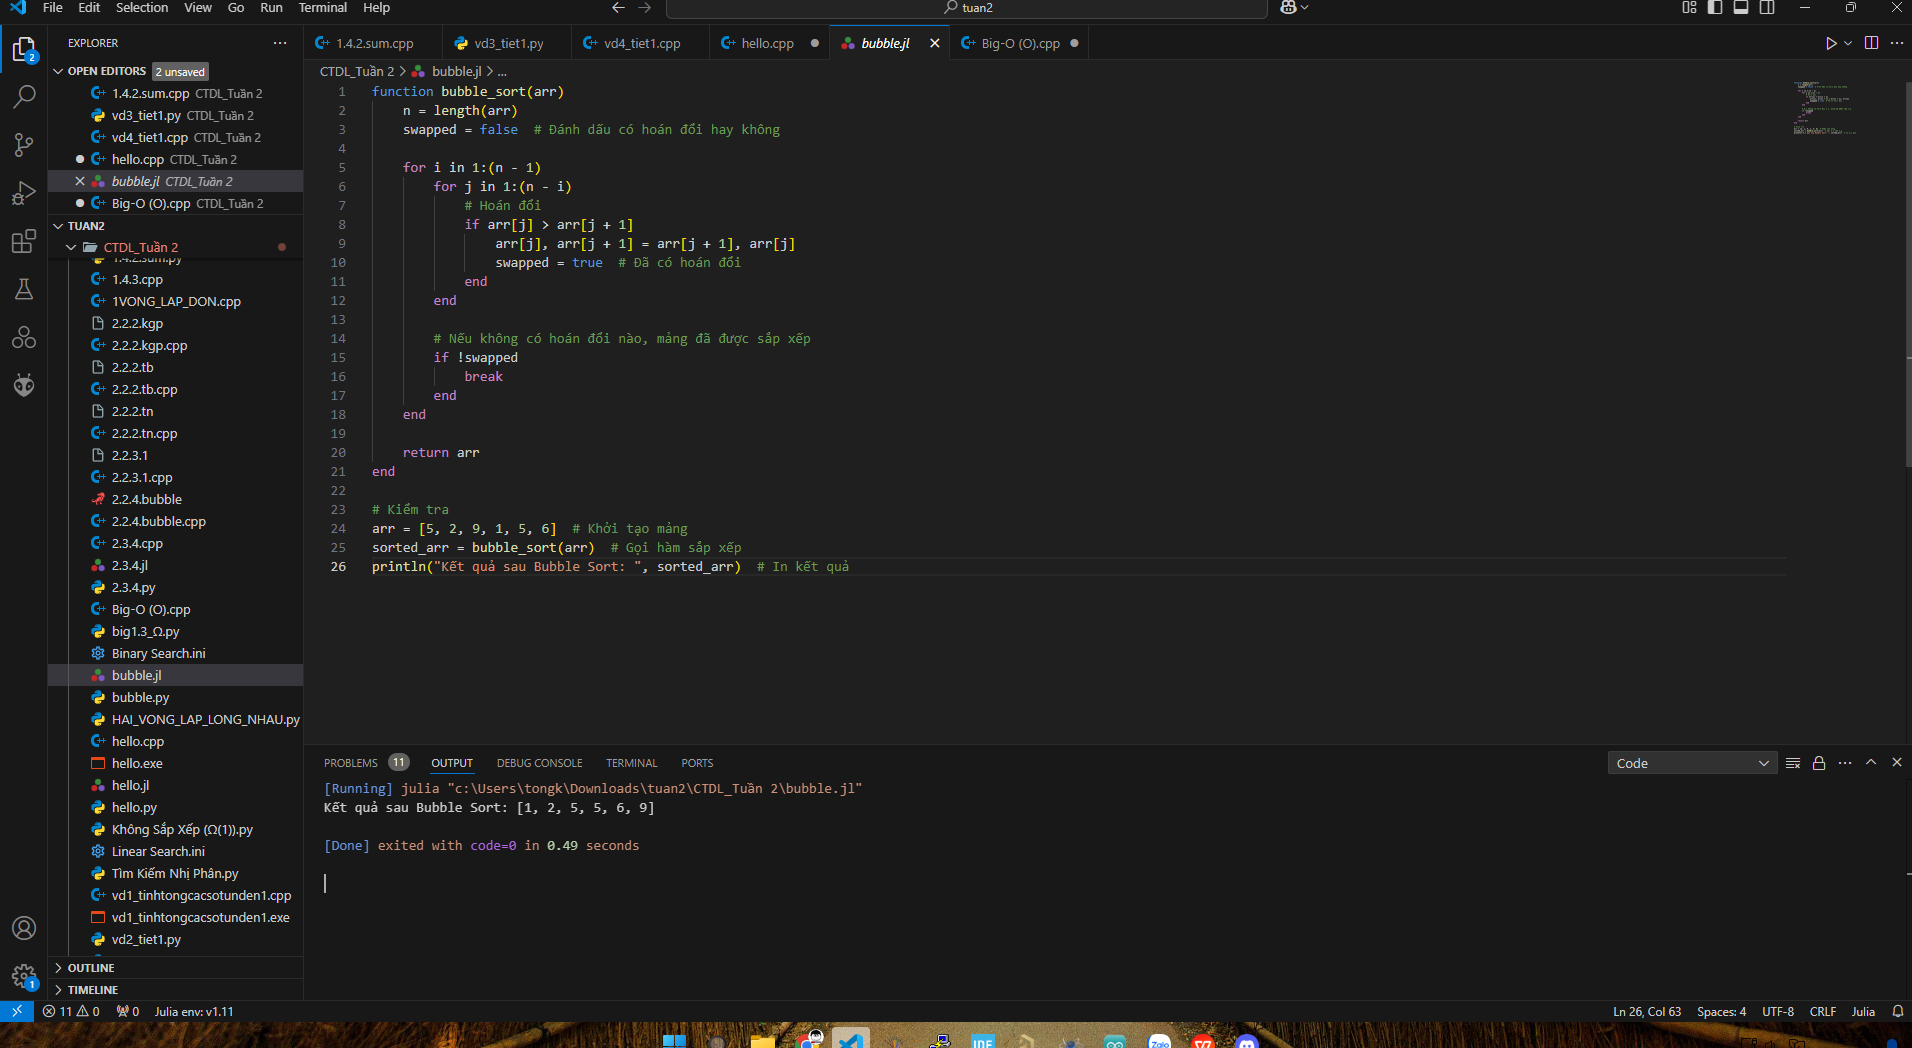 File Edit Selection View Go Run Terminal Help
tuan2
EXPLORER
OPEN EDITORS 2 unsaved
1.4.2.sum.cpp CTDL_Tuần 2
vd3_tiet1.py CTDL_Tuần 2
vd4_tiet1.cpp CTDL_Tuần 2
hello.cpp CTDL_Tuần 2
bubble.jl CTDL_Tuần 2
Big-O (O).cpp CTDL_Tuần 2
TUAN2
CTDL_Tuần 2
1.4.2.sum.py
1.4.3.cpp
1VONG_LAP_DON.cpp
2.2.2.kgp
2.2.2.kgp.cpp
2.2.2.tb
2.2.2.tb.cpp
2.2.2.tn
2.2.2.tn.cpp
2.2.3.1
2.2.3.1.cpp
2.2.4.bubble
2.2.4.bubble.cpp
2.3.4.cpp
2.3.4.jl
2.3.4.py
Big-O (O).cpp
big1.3_Ω.py
Binary Search.ini
bubble.jl
bubble.py
HAI_VONG_LAP_LONG_NHAU.py
hello.cpp
hello.exe
hello.jl
hello.py
Không Sắp Xếp (Ω(1)).py
Linear Search.ini
Tìm Kiếm Nhị Phân.py
vd1_tinhtongcacsotunden1.cpp
vd1_tinhtongcacsotunden1.exe
vd2_tiet1.py
OUTLINE
TIMELINE
1.4.2.sum.cpp vd3_tiet1.py vd4_tiet1.cpp hello.cpp bubble.jl Big-O (O).cpp
CTDL_Tuần 2 > bubble.jl > ...
1 function bubble_sort(arr)
2 n = length(arr)
3 swapped = false # Đánh dấu có hoán đổi hay không
4
5 for i in 1:(n - 1)
6 for j in 1:(n - i)
7 # Hoán đổi
8 if arr[j] > arr[j + 1]
9 arr[j], arr[j + 1] = arr[j + 1], arr[j]
10 swapped = true # Đã có hoán đổi
11 end
12 end
13
14 # Nếu không có hoán đổi nào, mảng đã được sắp xếp
15 if !swapped
16 break
17 end
18 end
19
20 return arr
21 end
22
23 # Kiểm tra
24 arr = [5, 2, 9, 1, 5, 6] # Khởi tạo mảng
25 sorted_arr = bubble_sort(arr) # Gọi hàm sắp xếp
26 println("Kết quả sau Bubble Sort: ", sorted_arr) # In kết quả
PROBLEMS 11 OUTPUT DEBUG CONSOLE TERMINAL PORTS
Code
[Running] julia "c:\Users\tongk\Downloads\tuan2\CTDL_Tuần 2\bubble.jl"
Kết quả sau Bubble Sort: [1, 2, 5, 5, 6, 9]
[Done] exited with code=0 in 0.49 seconds
2
1
11 0 0 Julia env: v1.11
Ln 26, Col 63 Spaces: 4 UTF-8 CRLF Julia
IDE
Zalo